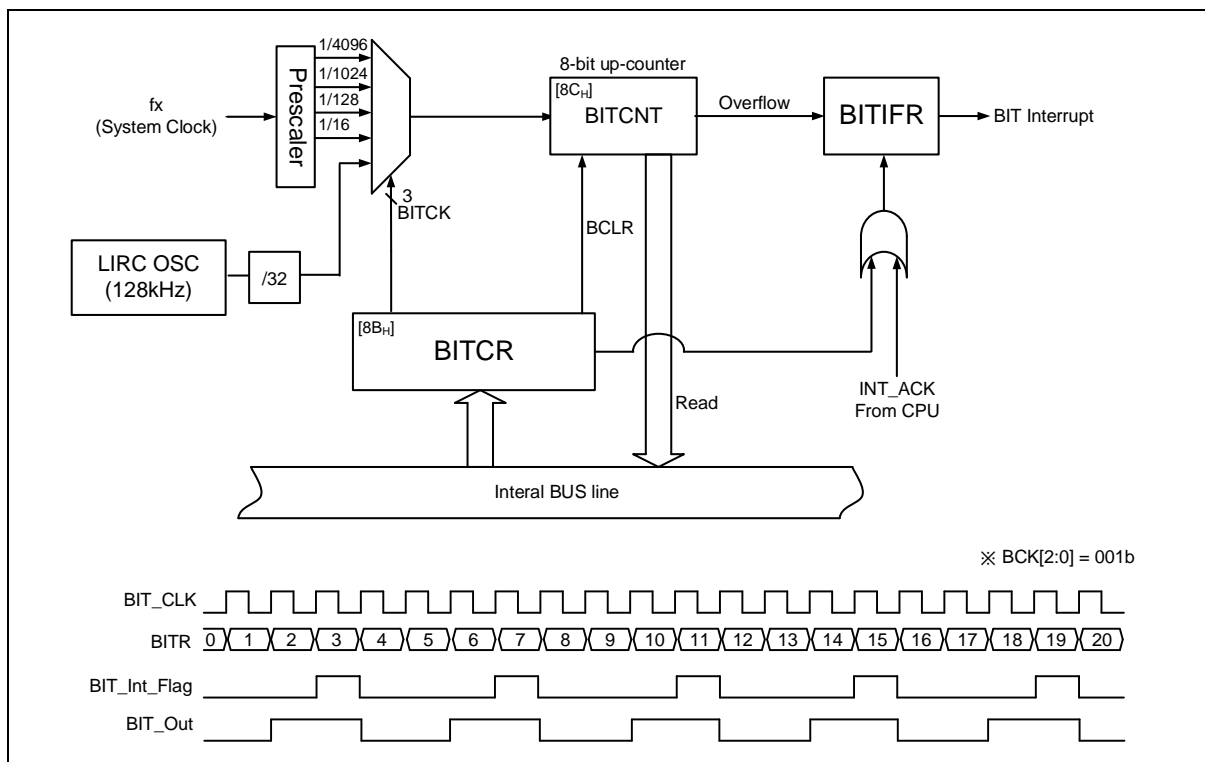 1/4096
1/1024
1/128
1/16
Prescaler
fx
(System Clock)
8-bit up-counter
[8CH]
BITCNT
Overflow
BITIFR
BIT Interrupt
3
BITCK
BCLR
LIRC OSC
(128kHz)
/32
[8BH]
BITCR
Read
INT_ACK
From CPU
Interal BUS line
※ BCK[2:0] = 001b
BIT_CLK
BITR 0 1 2 3 4 5 6 7 8 9 10 11 12 13 14 15 16 17 18 19 20
BIT_Int_Flag
BIT_Out